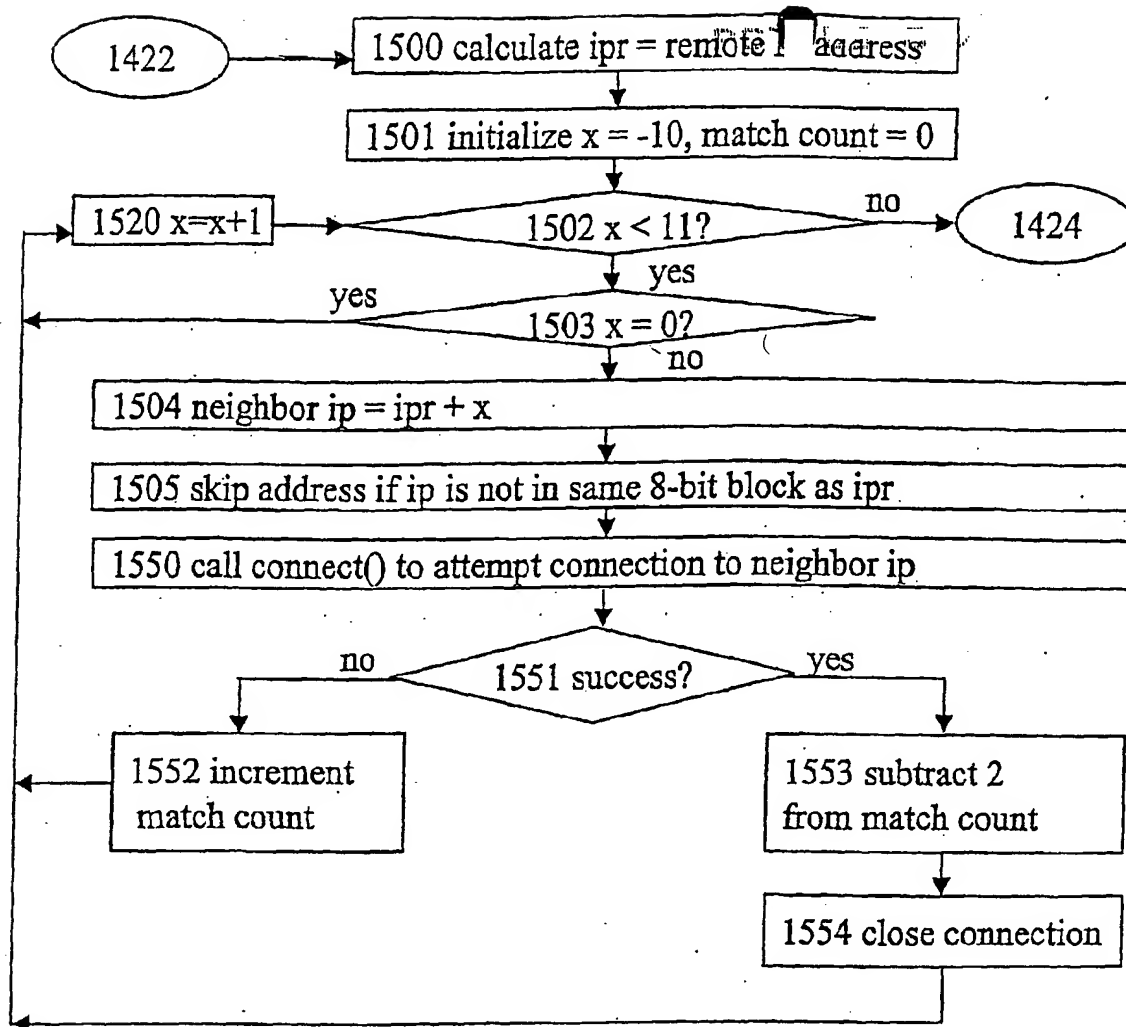 1422
1500 calculate ipr = remote address
1501 initialize x = -10, match count = 0
1520 x=x+1
1502 x < 11?
no
1424
yes
yes
1503 x = 0?
no
1504 neighbor ip = ipr + x
1505 skip address if ip is not in same 8-bit block as ipr
1550 call connect() to attempt connection to neighbor ip
no
1551 success?
yes
1552 increment
match count
1553 subtract 2
from match count
1554 close connection